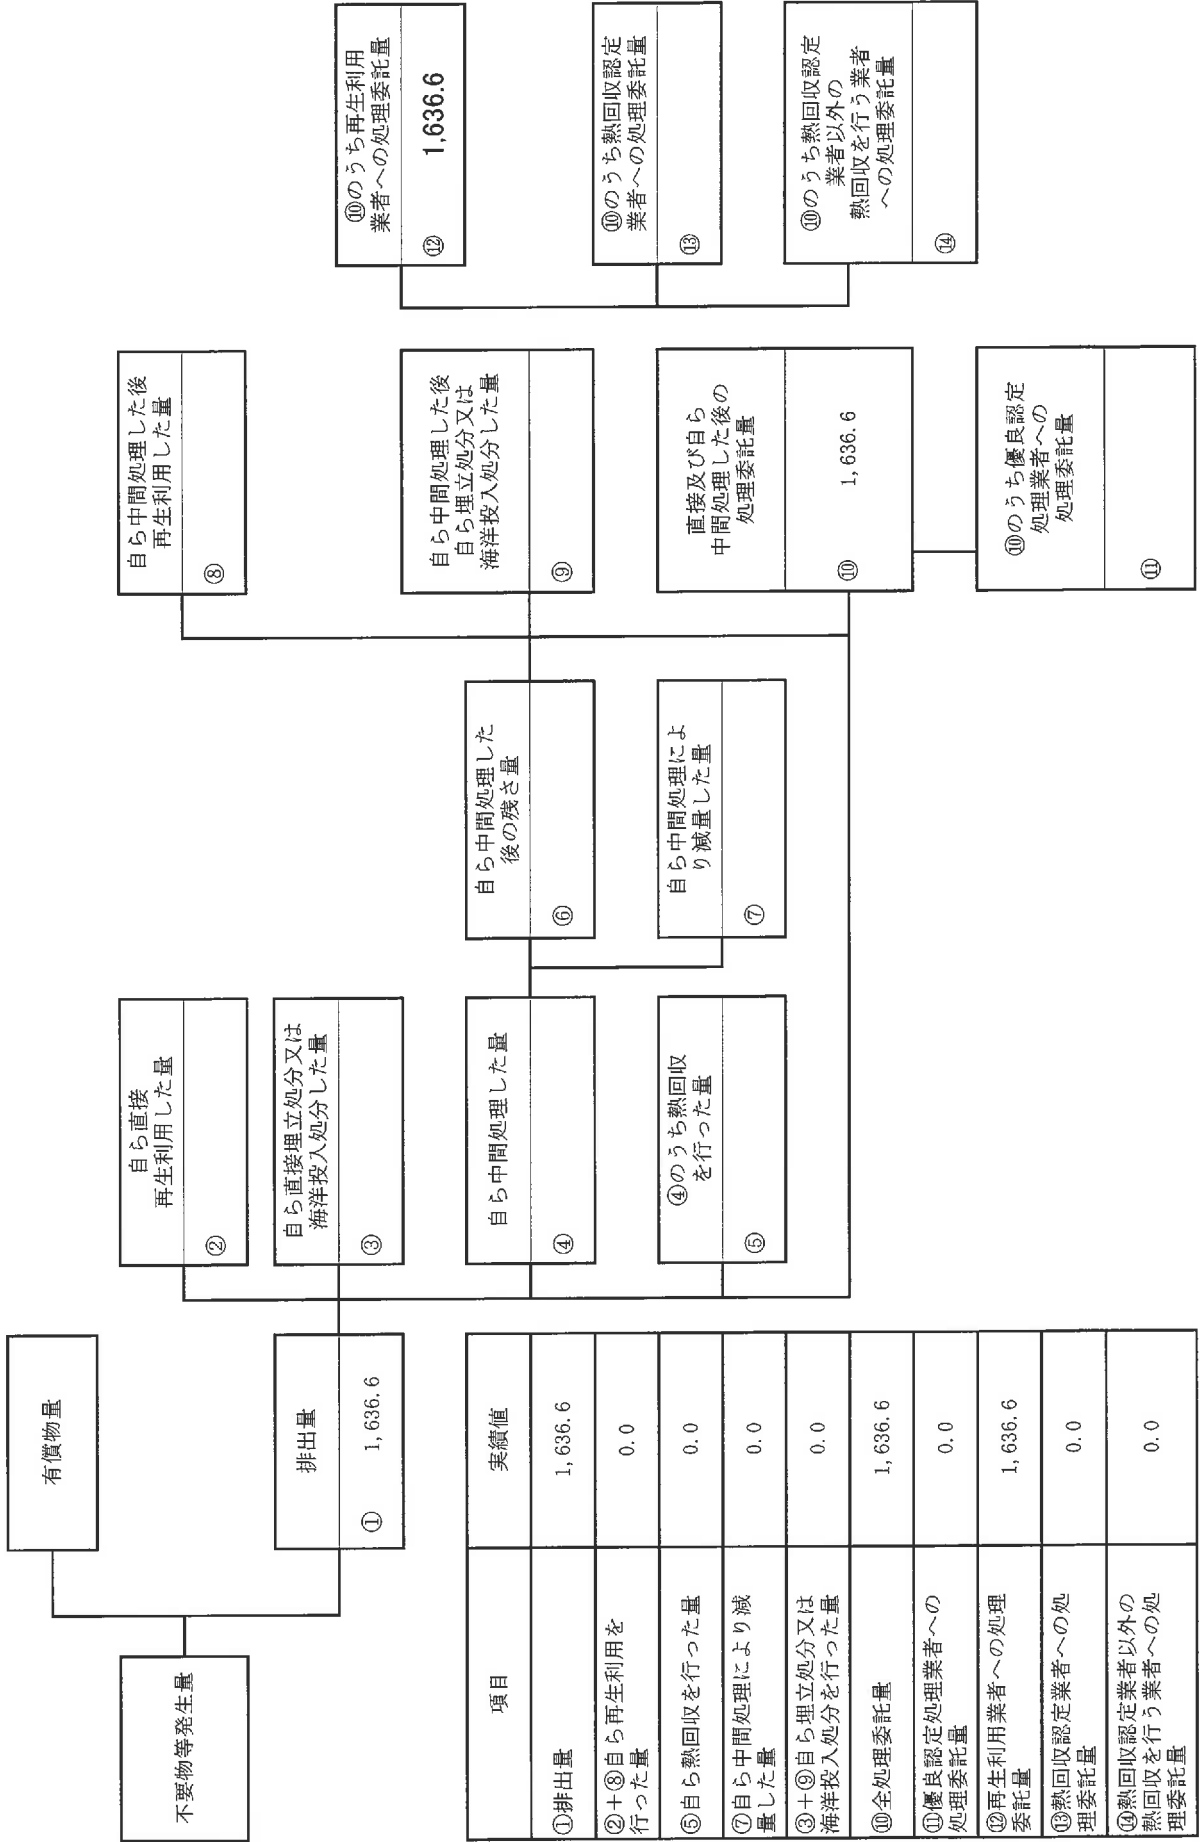 有償物量
不要物等発生量
排出量
① 1,636.6
自ら直接
再生利用した量
②
自ら直接埋立処分又は
海洋投入処分した量
③
自ら中間処理した量
④
④のうち熱回収
を行った量
⑤
自ら中間処理した
後の残さ量
⑥
自ら中間処理によ
り減量した量
⑦
自ら中間処理した後
再生利用した量
⑧
自ら中間処理した後
自ら埋立処分又は
海洋投入処分した量
⑨
直接及び自ら
中間処理した後の
処理委託量
⑩ 1,636.6
⑩のうち優良認定
処理業者への
処理委託量
⑪
⑩のうち再生利用
業者への処理委託量
⑫ 1,636.6
⑩のうち熱回収認定
業者への処理委託量
⑬
⑩のうち熱回収認定
業者以外の
熱回収を行う業者
への処理委託量
⑭
項目 実績値
①排出量 1,636.6
②+⑧自ら再生利用を
行った量 0.0
⑤自ら熱回収を行った量 0.0
⑦自ら中間処理により減
量した量 0.0
③+⑨自ら埋立処分又は
海洋投入処分を行った量 0.0
⑩全処理委託量 1,636.6
⑪優良認定処理業者への
処理委託量 0.0
⑫再生利用業者への処理
委託量 1,636.6
⑬熱回収認定業者への処
理委託量 0.0
⑭熱回収認定業者以外の
熱回収を行う業者への処
理委託量 0.0